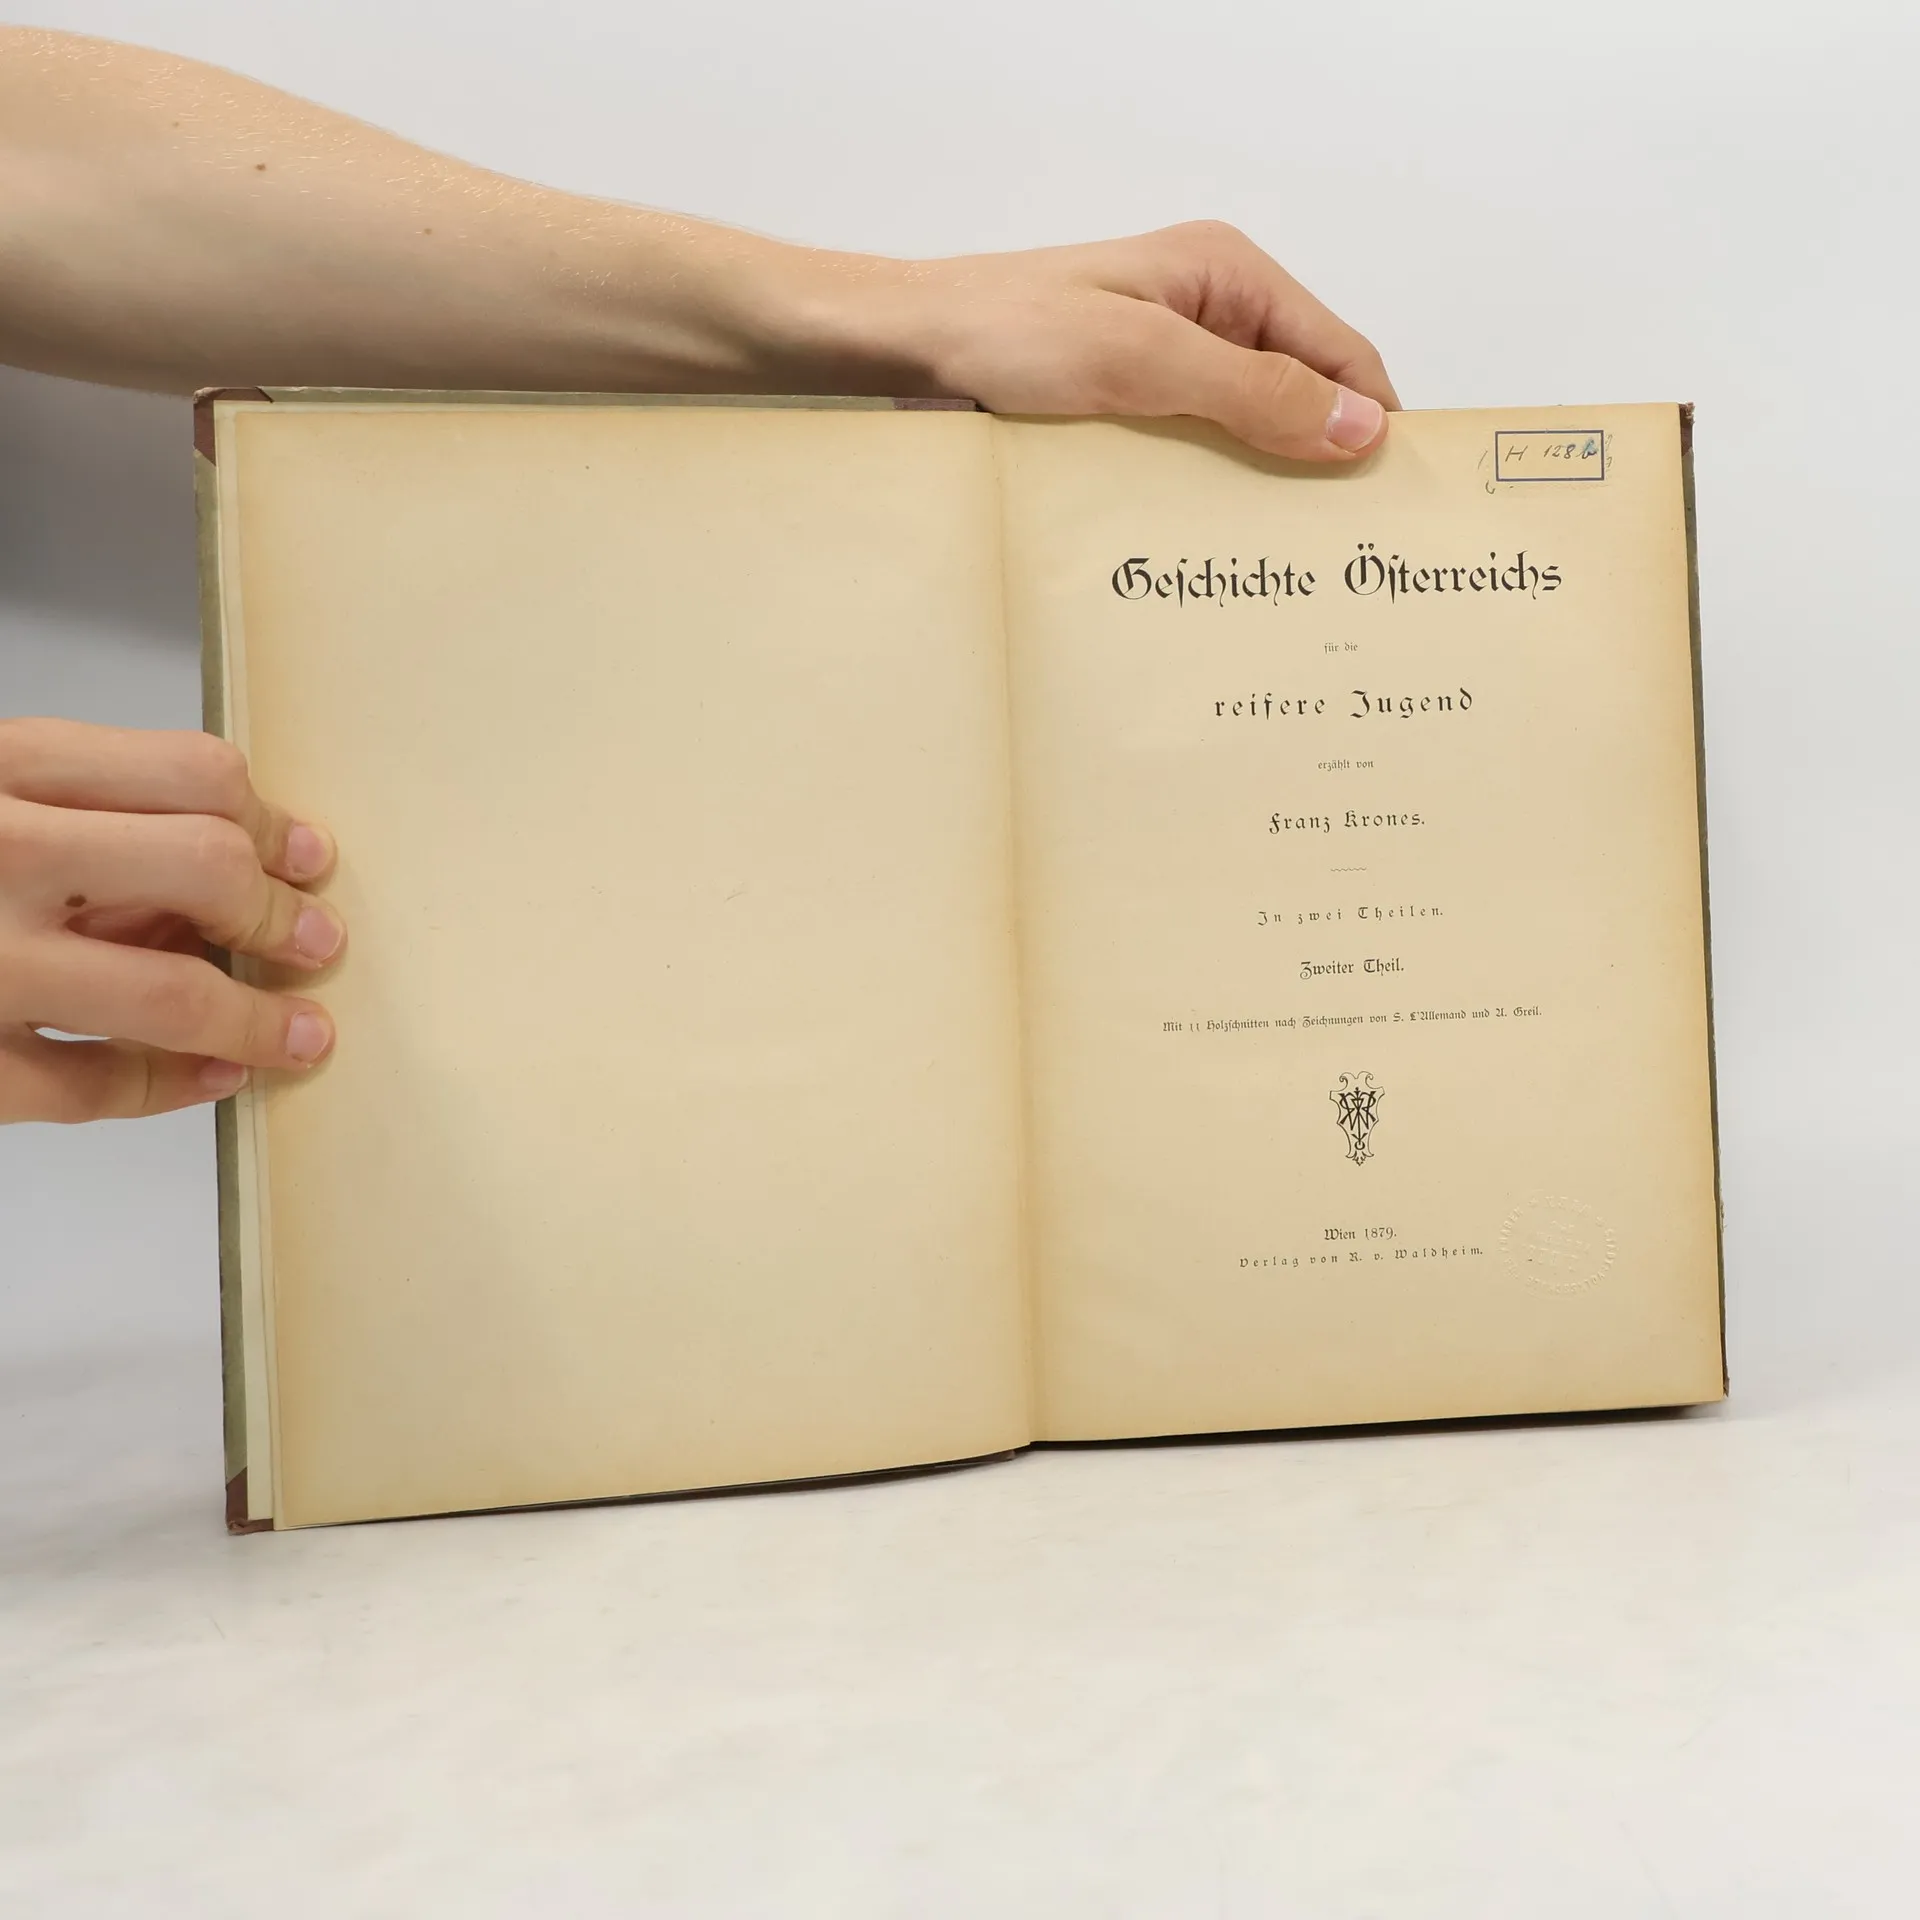 H 128 b
Geſchichte Öſterreichs
für die
reifere Jugend
erzählt von
Franz Krones.
In zwei Theilen.
Zweiter Theil.
Mit 11 Holzſchnitten nach Zeichnungen von S. L'Allemand und A. Greil.
Wien 1879.
Verlag von R. v. Waldheim.